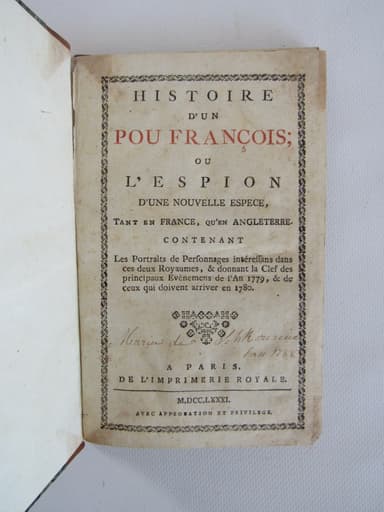 HISTOIRE
D'UN
POU FRANÇOIS;
OU
L'ESPION
D'UNE NOUVELLE ESPECE,
TANT EN FRANCE, QU'EN ANGLETERRE.
CONTENANT
Les Portraits de Personnages intéressans dans
ces deux Royaumes, & donnant la Clef des
principaux Evènemens de l'An 1779, & de
ceux qui doivent arriver en 1780.
A PARIS,
DE L'IMPRIMERIE ROYALE.
M.DCC.LXXXI.
AVEC APPROBATION ET PRIVILEGE.